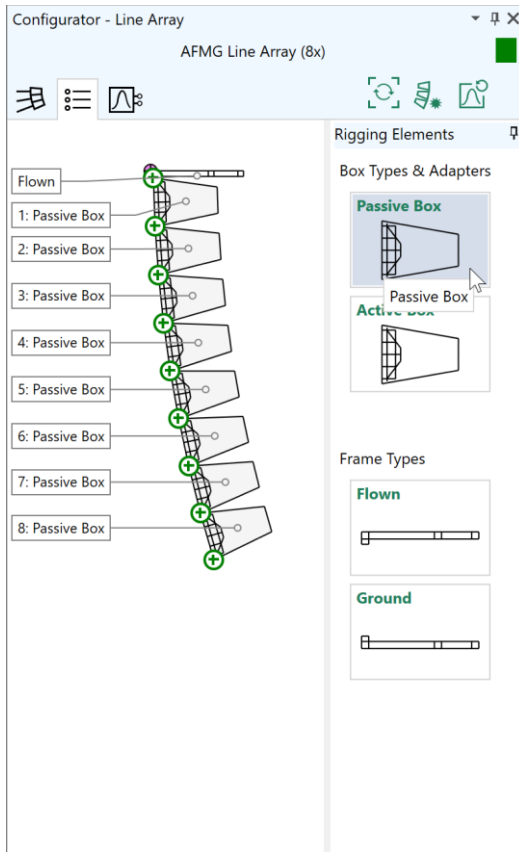 Configurator - Line Array
AFMG Line Array (8x)
Rigging Elements
Box Types & Adapters
Flown
1: Passive Box
2: Passive Box
3: Passive Box
4: Passive Box
5: Passive Box
6: Passive Box
7: Passive Box
8: Passive Box
Passive Box
Passive Box
Active Box
Frame Types
Flown
Ground